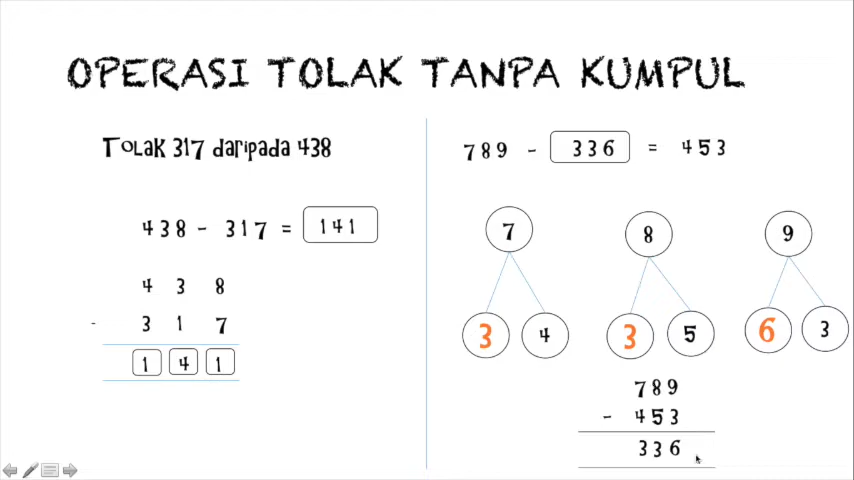 OPERASI TOLAK TANPA KUMPUL
Tolak 317 daripada 438
438 - 317 = 141
4 3 8
- 3 1 7
1 4 1
789 - 336 = 453
7 8 9
3 4 3 5 6 3
789
- 453
336